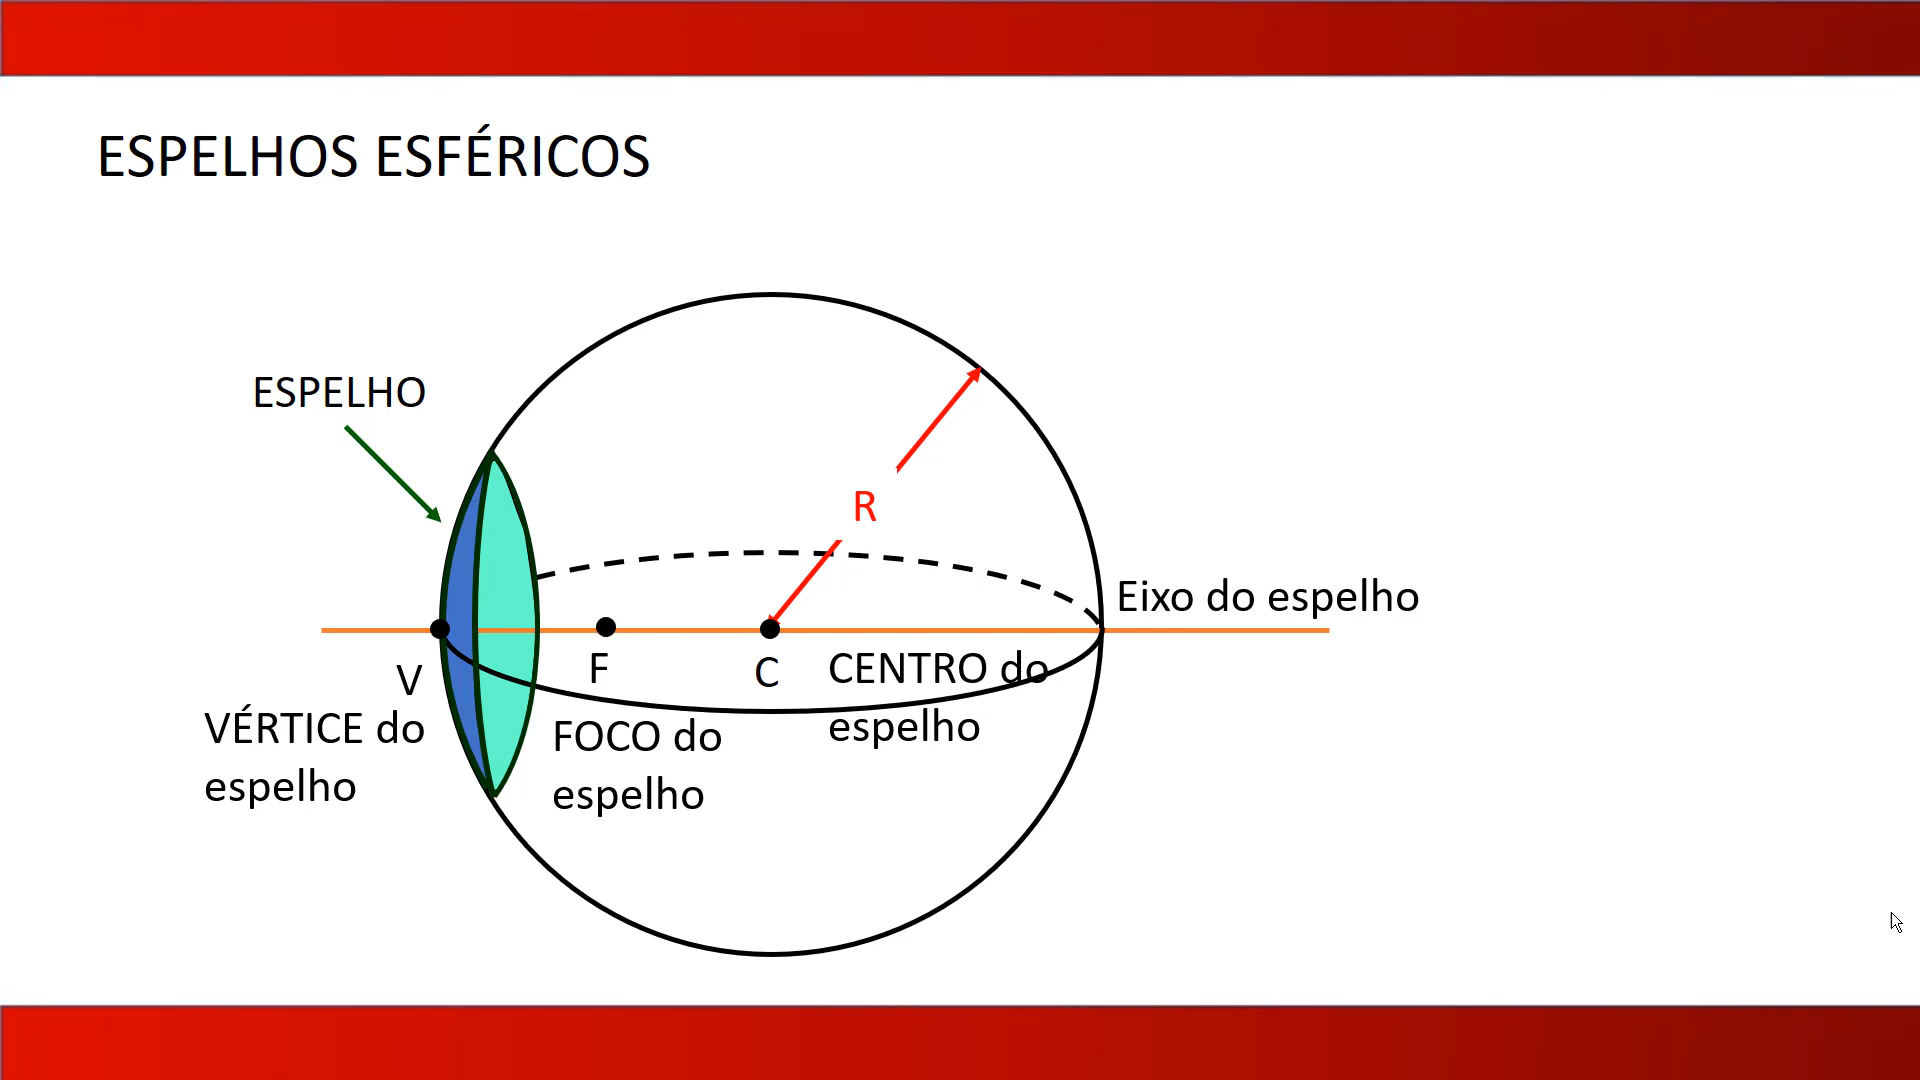 ESPELHOS ESFÉRICOS
ESPELHO
R
Eixo do espelho
V
F
C
CENTRO do
espelho
VÉRTICE do
espelho
FOCO do
espelho